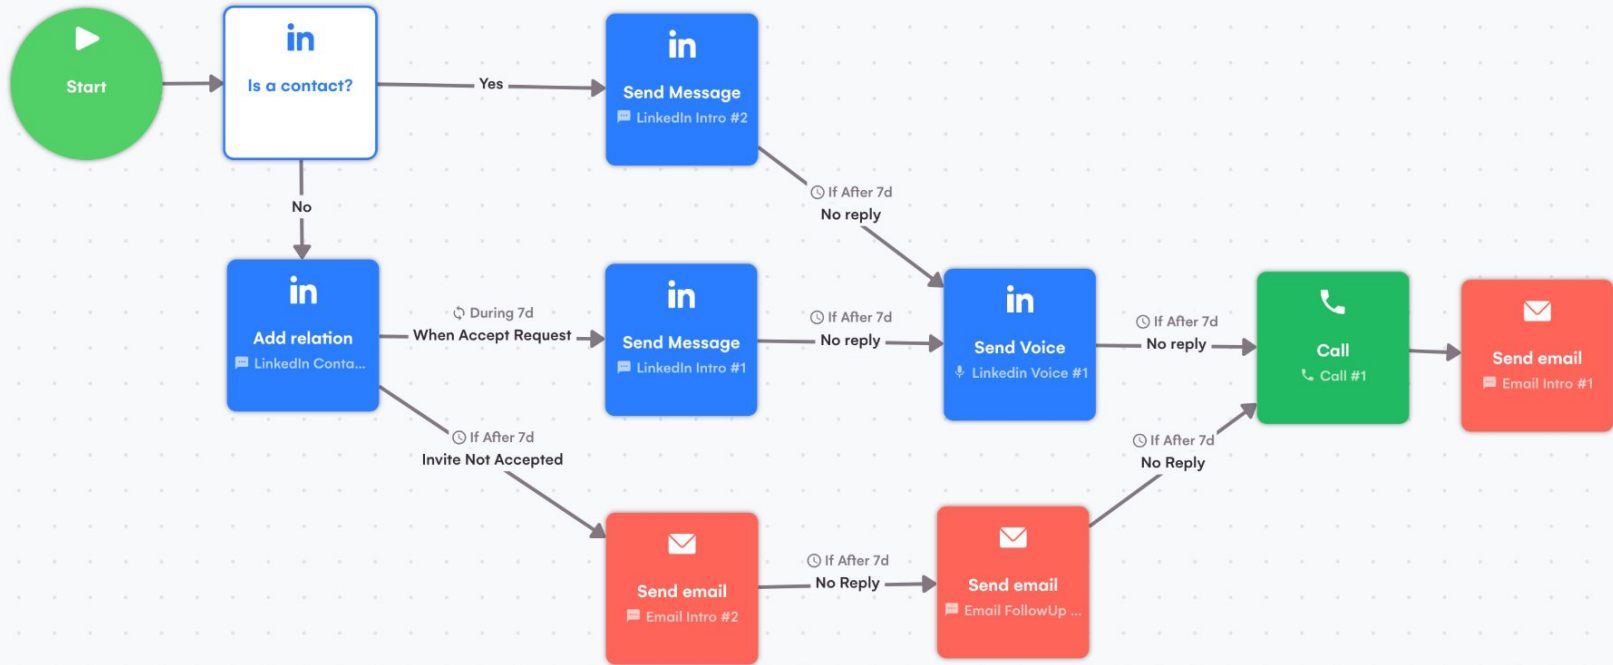 Start
in
Is a contact?
Yes
in
Send Message
LinkedIn Intro #2
If After 7d
No reply
No
in
Add relation
LinkedIn Conta...
During 7d
When Accept Request
in
Send Message
LinkedIn Intro #1
If After 7d
No reply
in
Send Voice
Linkedin Voice #1
If After 7d
No reply
Call
Call #1
Send email
Email Intro #1
If After 7d
Invite Not Accepted
Send email
Email Intro #2
If After 7d
No Reply
Send email
Email FollowUp ...
If After 7d
No Reply